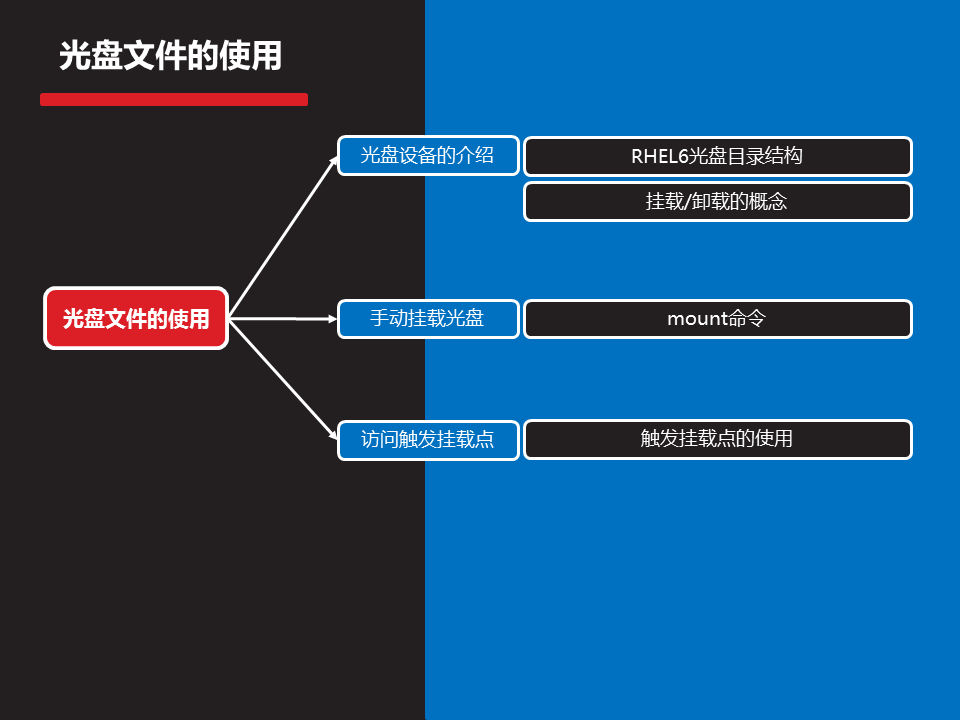 光盘文件的使用
光盘设备的介绍
RHEL6光盘目录结构
挂载/卸载的概念
光盘文件的使用
手动挂载光盘
mount命令
访问触发挂载点
触发挂载点的使用